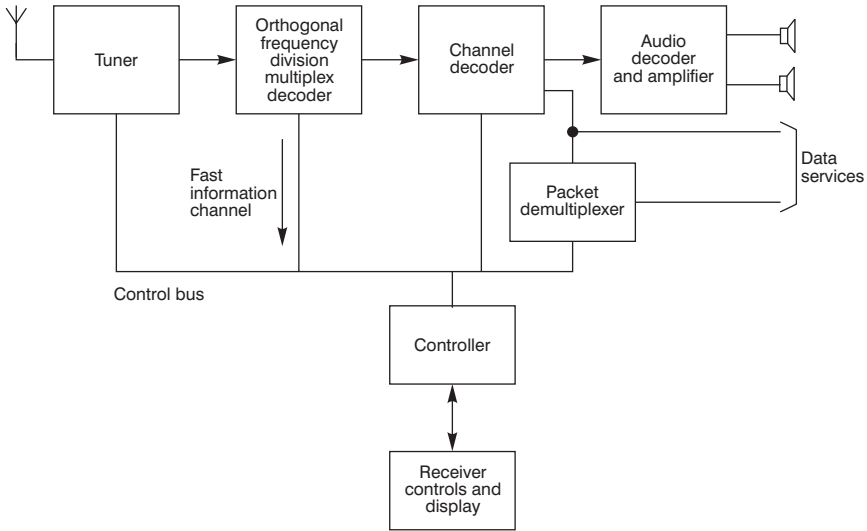 Tuner
Orthogonal
frequency
division
multiplex
decoder
Channel
decoder
Audio
decoder
and amplifier
Fast
information
channel
Packet
demultiplexer
Data
services
Control bus
Controller
Receiver
controls and
display